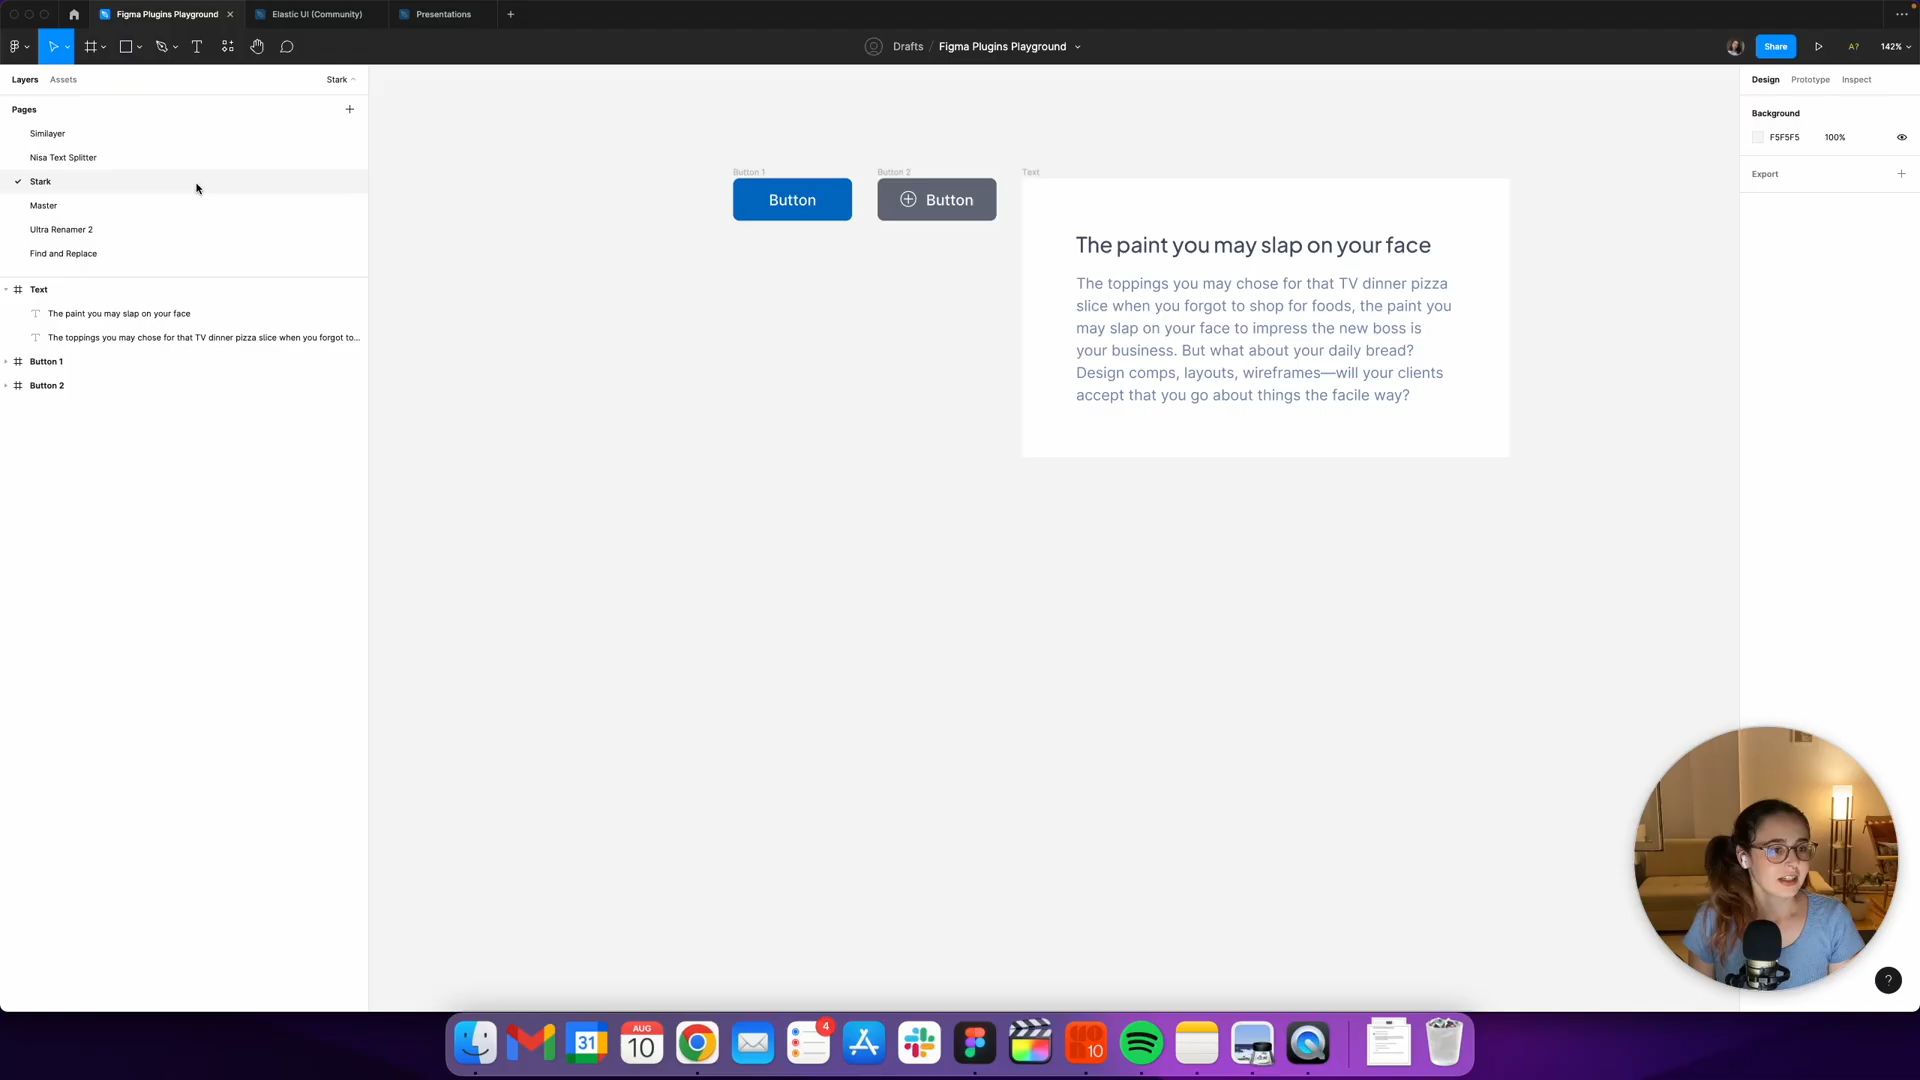 Figma Plugins Playground
Elastic UI (Community)
Presentations
Drafts / Figma Plugins Playground
Share
A?
142%
Layers
Assets
Stark
Design
Prototype
Inspect
Pages
Background
Similayer
F5F5F5
100%
Nisa Text Splitter
Stark
Export
Master
Ultra Renamer 2
Find and Replace
Text
The paint you may slap on your face
The toppings you may chose for that TV dinner pizza slice when you forgot to...
Button 1
Button 2
Button 1
Button
Button 2
Button
Text
The paint you may slap on your face
The toppings you may chose for that TV dinner pizza
slice when you forgot to shop for foods, the paint you
may slap on your face to impress the new boss is
your business. But what about your daily bread?
Design comps, layouts, wireframes—will your clients
accept that you go about things the facile way?
?
31
AUG
10
4
10